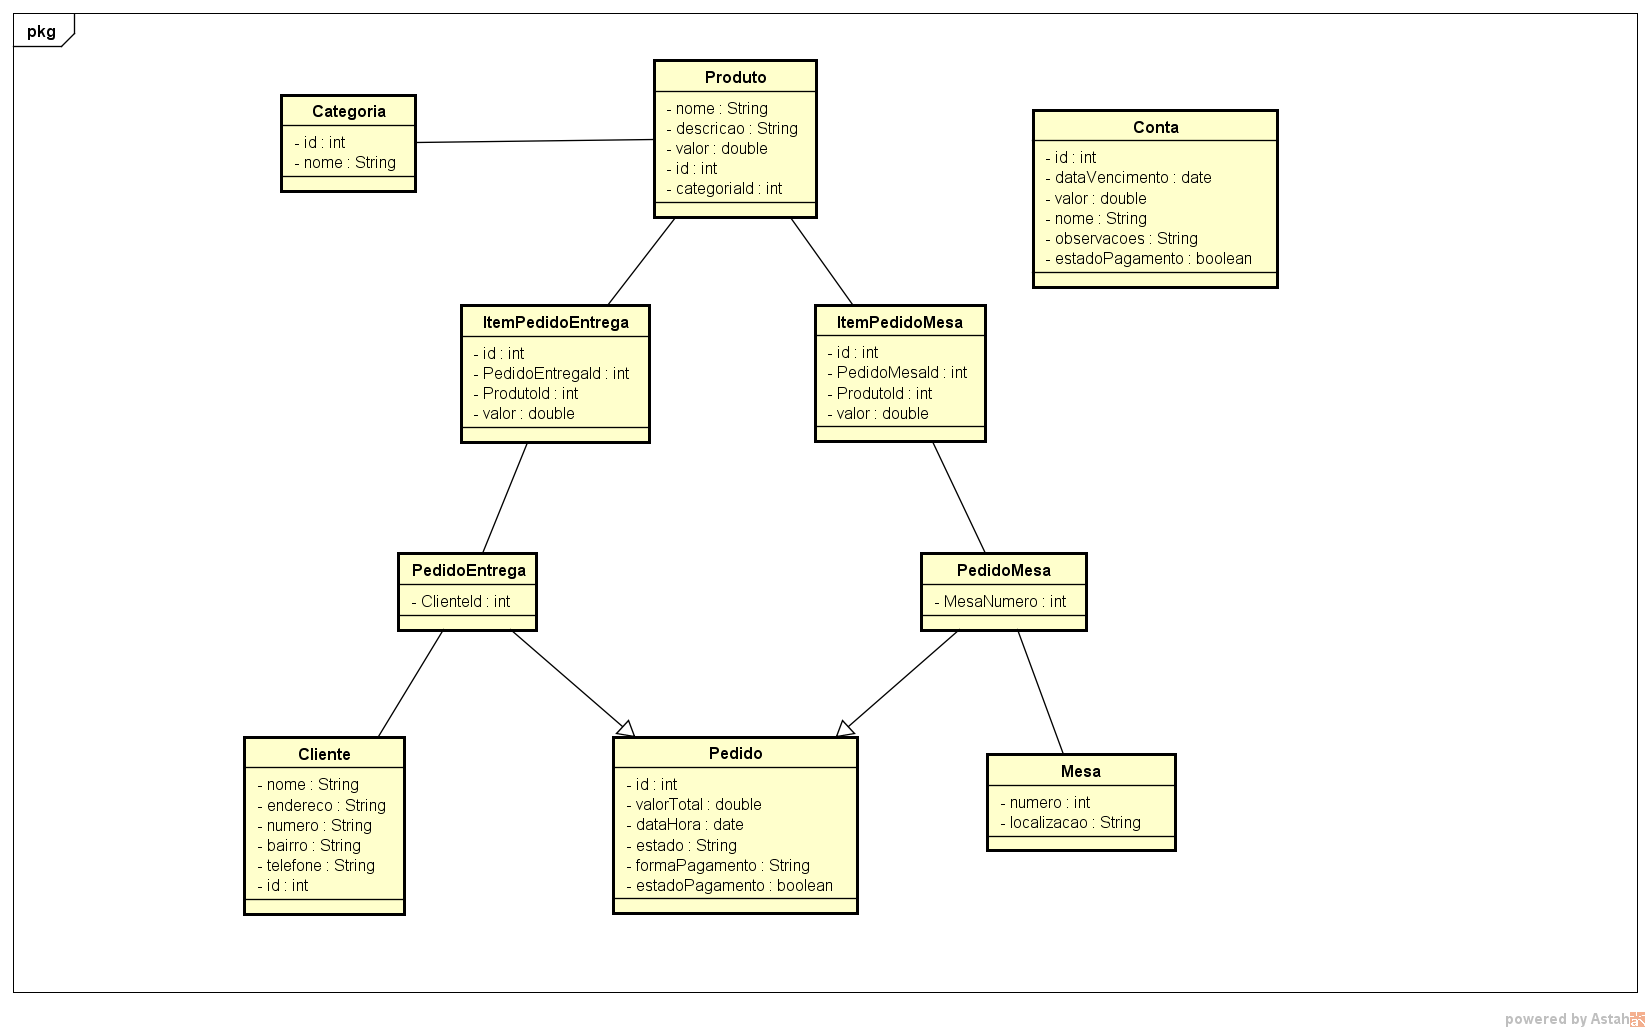 pkg
Categoria
- id : int
- nome : String
Produto
- nome : String
- descricao : String
- valor : double
- id : int
- categoriaId : int
Conta
- id : int
- dataVencimento : date
- valor : double
- nome : String
- observacoes : String
- estadoPagamento : boolean
ItemPedidoEntrega
- id : int
- PedidoEntregaId : int
- ProdutoId : int
- valor : double
ItemPedidoMesa
- id : int
- PedidoMesaId : int
- ProdutoId : int
- valor : double
PedidoEntrega
- ClienteId : int
PedidoMesa
- MesaNumero : int
Cliente
- nome : String
- endereco : String
- numero : String
- bairro : String
- telefone : String
- id : int
Pedido
- id : int
- valorTotal : double
- dataHora : date
- estado : String
- formaPagamento : String
- estadoPagamento : boolean
Mesa
- numero : int
- localizacao : String
powered by Astah